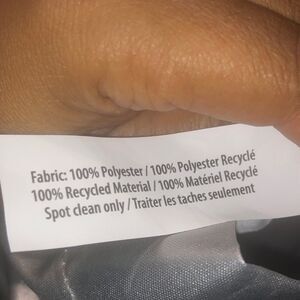 Fabric: 100% Polyester / 100% Polyester Recyclé
100% Recycled Material / 100% Matériel Recyclé
Spot clean only / Traiter les taches seulement